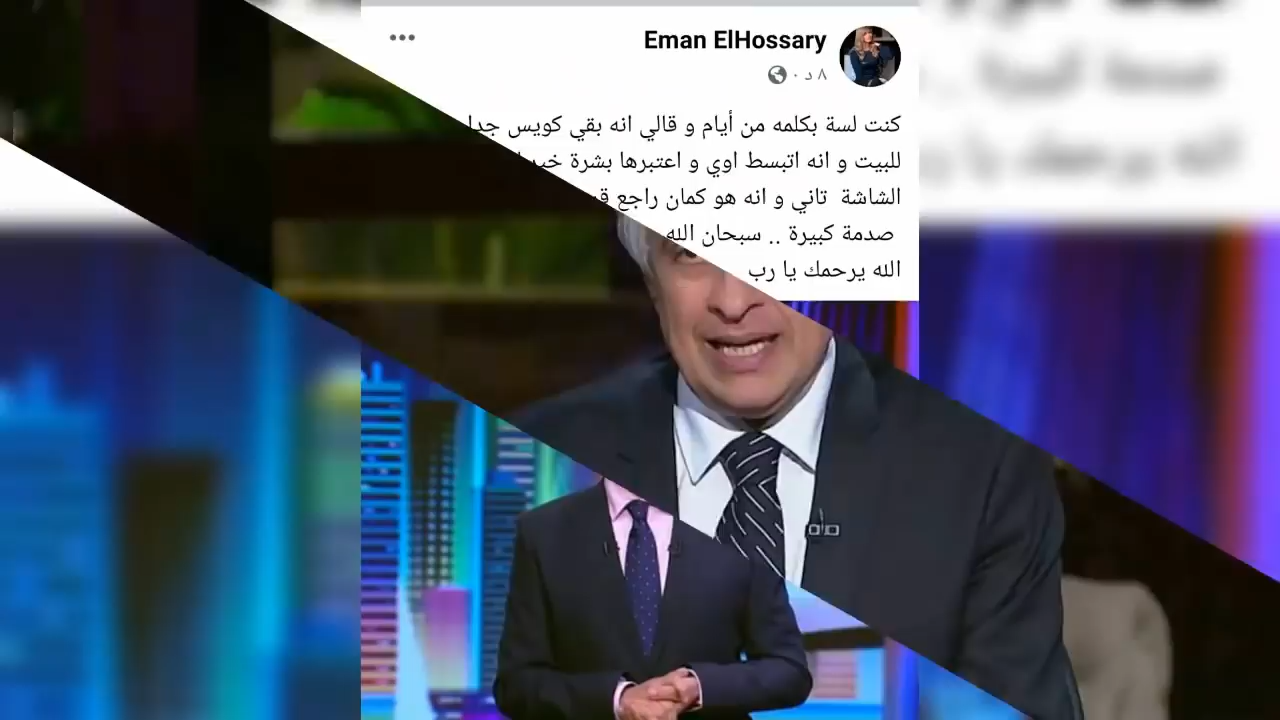 Eman ElHossary
٨ د ·
كنت لسة بكلمه من أيام و قالي انه بقي كويس جدا
للبيت و انه اتبسط اوي و اعتبرها بشرة خير
الشاشة تاني و انه هو كمان راجع
صدمة كبيرة .. سبحان الله
الله يرحمك يا رب